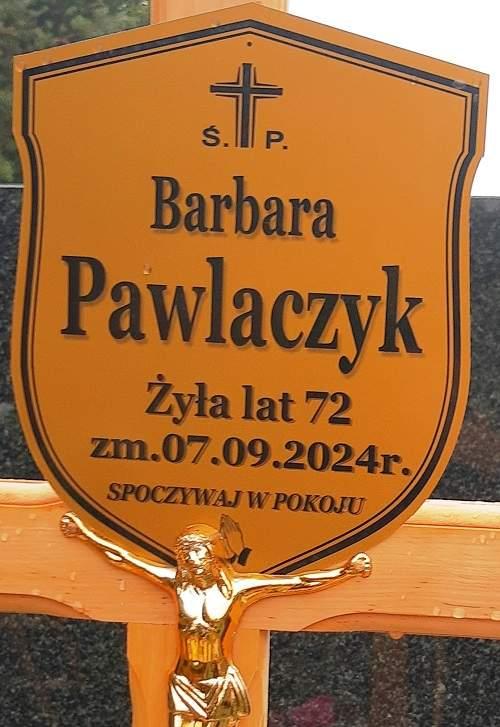 Ś. P.
Barbara
Pawlaczyk
Żyła lat 72
zm.07.09.2024r.
SPOCZYWAJ W POKOJU